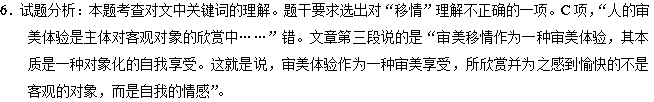 6．试题分析：本题考查对文中关键词的理解。题干要求选出对“移情”理解不正确的一项。C 项，“人的审
美体验是主体对客观对象的欣赏中……”错。文章第三段说的是“审美移情作为一种审美体验，其本
质是一种对象化的自我享受。这就是说，审美体验作为一种审美享受，所欣赏并为之感到愉快的不是
客观的对象，而是自我的情感”。